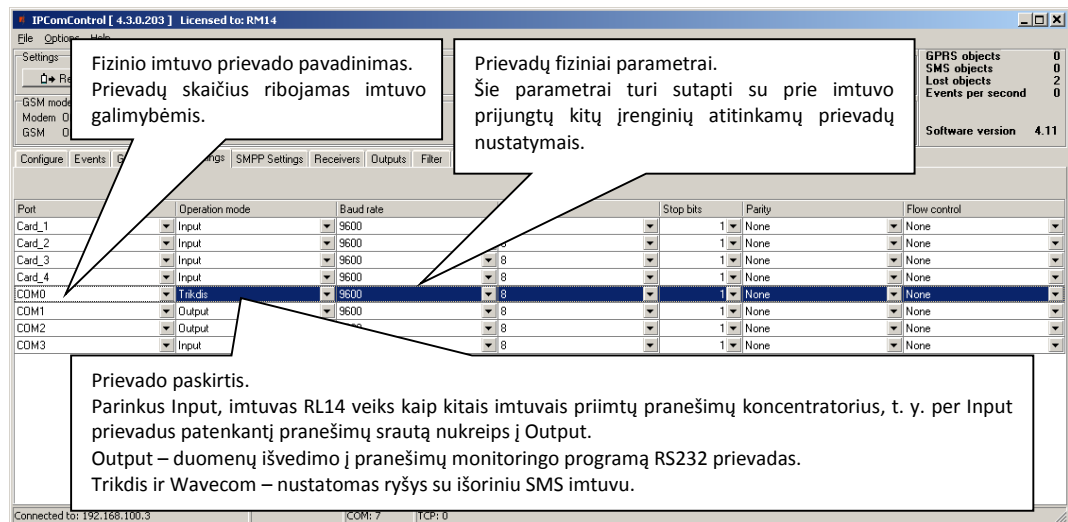 IPComControl [ 4.3.0.203 ] Licensed to: RM14
File Options Help
Settings
GSM
Modem
GSM
Fizinio imtuvo prievado pavadinimas.
Prievadų skaičius ribojamas imtuvo
galimybėmis.
Prievadų fiziniai parametrai.
Šie parametrai turi sutapti su prie imtuvo
prijungtų kitų įrenginių atitinkamų prievadų
nustatymais.
GPRS objects 0
SMS objects 0
Lost objects 2
Events per second 0
Software version 4.11
Configure Events SMPP Settings Receivers Outputs Filter
Port Operation mode Baud rate Stop bits Parity Flow control
Card_1 Input 9600 1 None None
Card_2 Input 9600 8 1 None None
Card_3 Input 9600 8 1 None None
Card_4 Input 9600 8 1 None None
COM0 Trikdis 9600 8 1 None None
COM1 Output 9600 8 1 None None
COM2 Output 8 1 None None
COM3 Input 8 1 None None
Prievado paskirtis.
Parinkus Input, imtuvas RL14 veiks kaip kitais imtuvais priimtų pranešimų koncentratorius, t. y. per Input
prievadus patenkantį pranešimų srautą nukreips į Output.
Output – duomenų išvedimo į pranešimų monitoringo programą RS232 prievadas.
Trikdis ir Wavecom – nustatomas ryšys su išoriniu SMS imtuvu.
Connected to: 192.168.100.3 COM: 7 TCP: 0